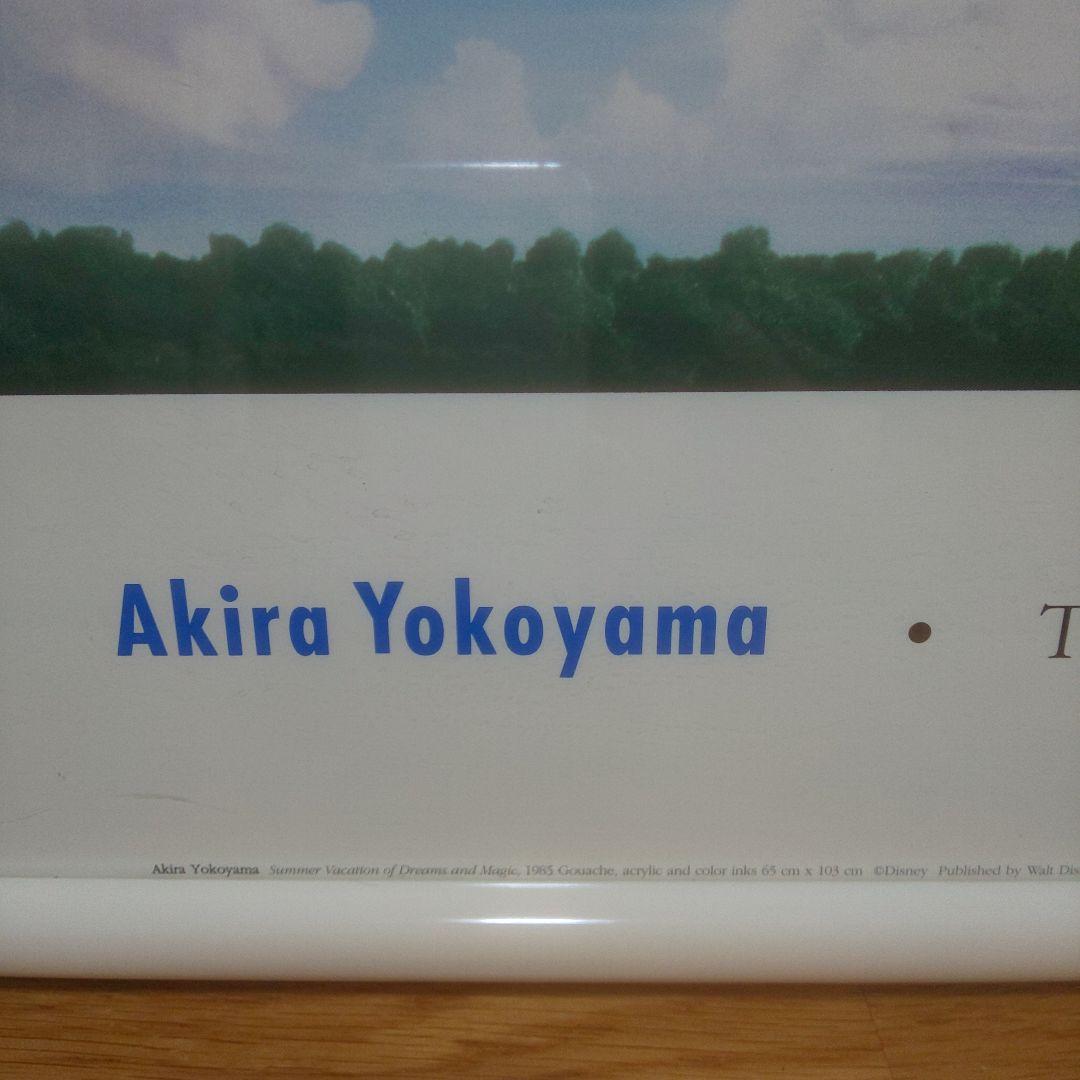 Akira Yokoyama • T
Akira Yokoyama Summer Vacation of Dreams and Magic, 1985 Gouache, acrylic and color inks 65 cm x 103 cm ©Disney Published by Walt Dis